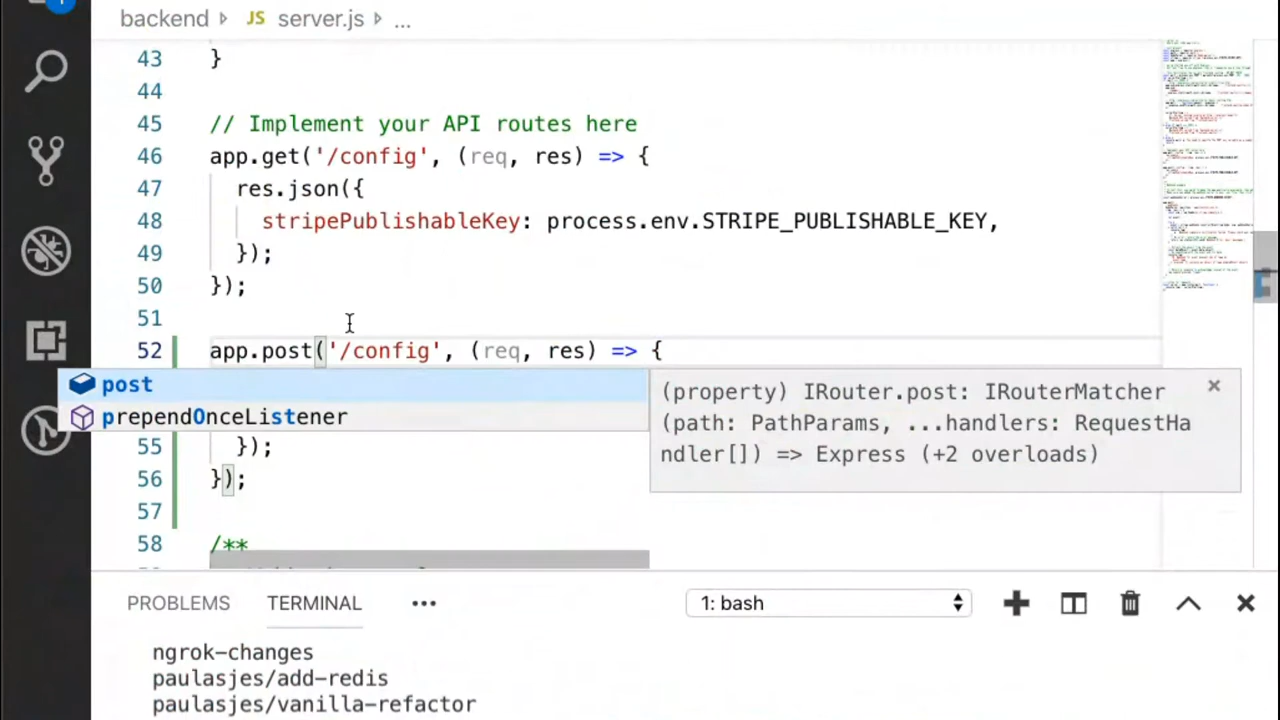 backend JS server.js ...
43 }
44
45 // Implement your API routes here
46 app.get('/config', (req, res) => {
47 res.json({
48 stripePublishableKey: process.env.STRIPE_PUBLISHABLE_KEY,
49 });
50 });
51
52 app.post('/config', (req, res) => {
post
prependOnceListener
(property) IRouter.post: IRouterMatcher
(path: PathParams, ...handlers: RequestHa
ndler[]) => Express (+2 overloads)
55 });
56 });
57
58 /**
PROBLEMS TERMINAL ... 1: bash
ngrok-changes
paulasjes/add-redis
paulasjes/vanilla-refactor